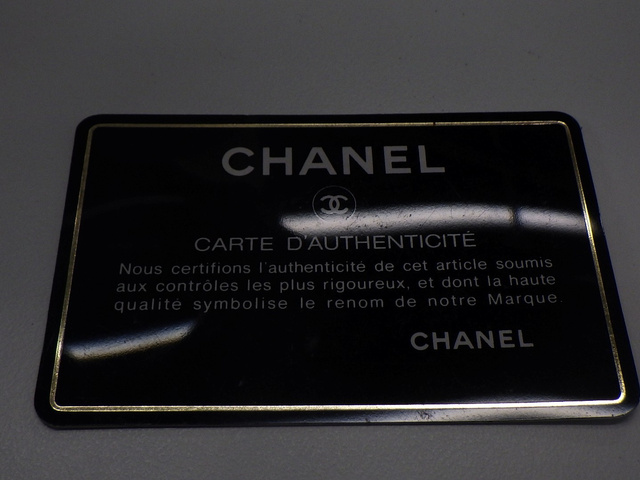 CHANEL
CARTE D'AUTHENTICITÉ
Nous certifions l'authenticité de cet article soumis
aux contrôles les plus rigoureux, et dont la haute
qualité symbolise le renom de notre Marque.
CHANEL